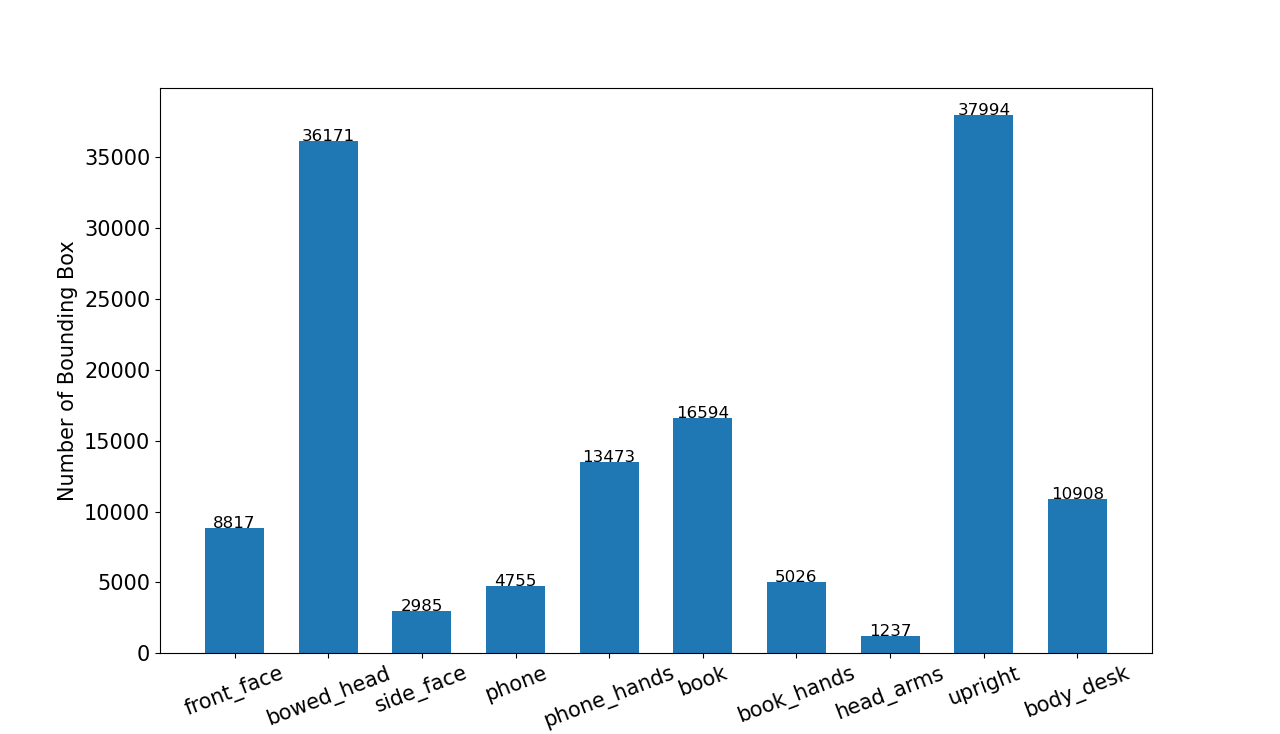 Number of Bounding Box
35000
30000
25000
20000
15000
10000
5000
0
8817
36171
2985
4755
13473
16594
5026
1237
37994
10908
front_face
bowed_head
side_face
phone
phone_hands
book
book_hands
head_arms
upright
body_desk